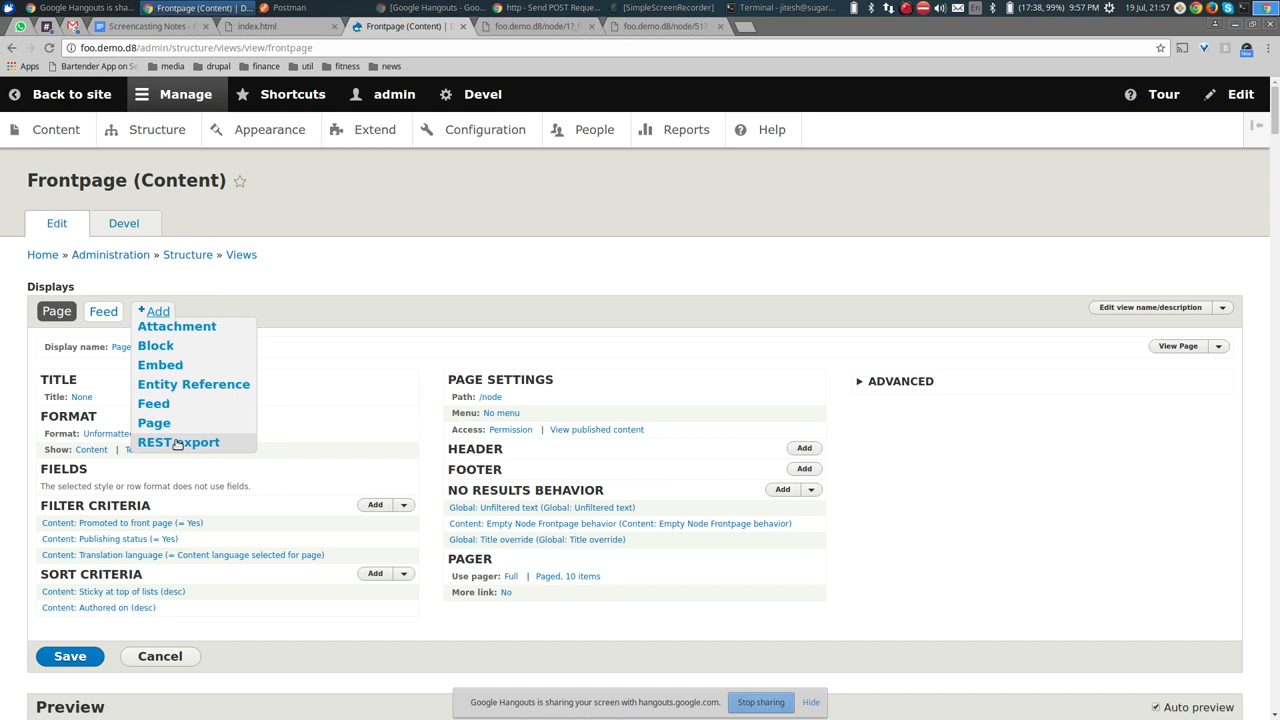 Google Hangouts is shar
Frontpage (Content) | D...
Postman
[Google Hangouts - Goo...
http - Send POST Reque...
[SimpleScreenRecorder]
Terminal - jitesh@sugar...
En
(17:38, 99%)
9:57 PM
19 Jul, 21:57
Screencasting Notes - G
index.html
Frontpage (Content) | D
foo.demo.d8/node/1?_f
foo.demo.d8/node/51?
foo.demo.d8/admin/structure/views/view/frontpage
Apps
Bartender App on Se
media
drupal
finance
util
fitness
news
Back to site
Manage
Shortcuts
admin
Devel
Tour
Edit
Content
Structure
Appearance
Extend
Configuration
People
Reports
Help
Frontpage (Content)
Edit
Devel
Home » Administration » Structure » Views
Displays
Page
Feed
+Add
Edit view name/description
Attachment
Block
Embed
Entity Reference
Feed
Page
REST export
Display name: Page
View Page
TITLE
Title: None
FORMAT
Format: Unformatted
Show: Content |
FIELDS
The selected style or row format does not use fields.
FILTER CRITERIA
Add
Content: Promoted to front page (= Yes)
Content: Publishing status (= Yes)
Content: Translation language (= Content language selected for page)
SORT CRITERIA
Add
Content: Sticky at top of lists (desc)
Content: Authored on (desc)
PAGE SETTINGS
Path: /node
Menu: No menu
Access: Permission | View published content
HEADER
Add
FOOTER
Add
NO RESULTS BEHAVIOR
Add
Global: Unfiltered text (Global: Unfiltered text)
Content: Empty Node Frontpage behavior (Content: Empty Node Frontpage behavior)
Global: Title override (Global: Title override)
PAGER
Use pager: Full | Paged, 10 items
More link: No
ADVANCED
Save
Cancel
Preview
Auto preview
Google Hangouts is sharing your screen with hangouts.google.com.
Stop sharing
Hide